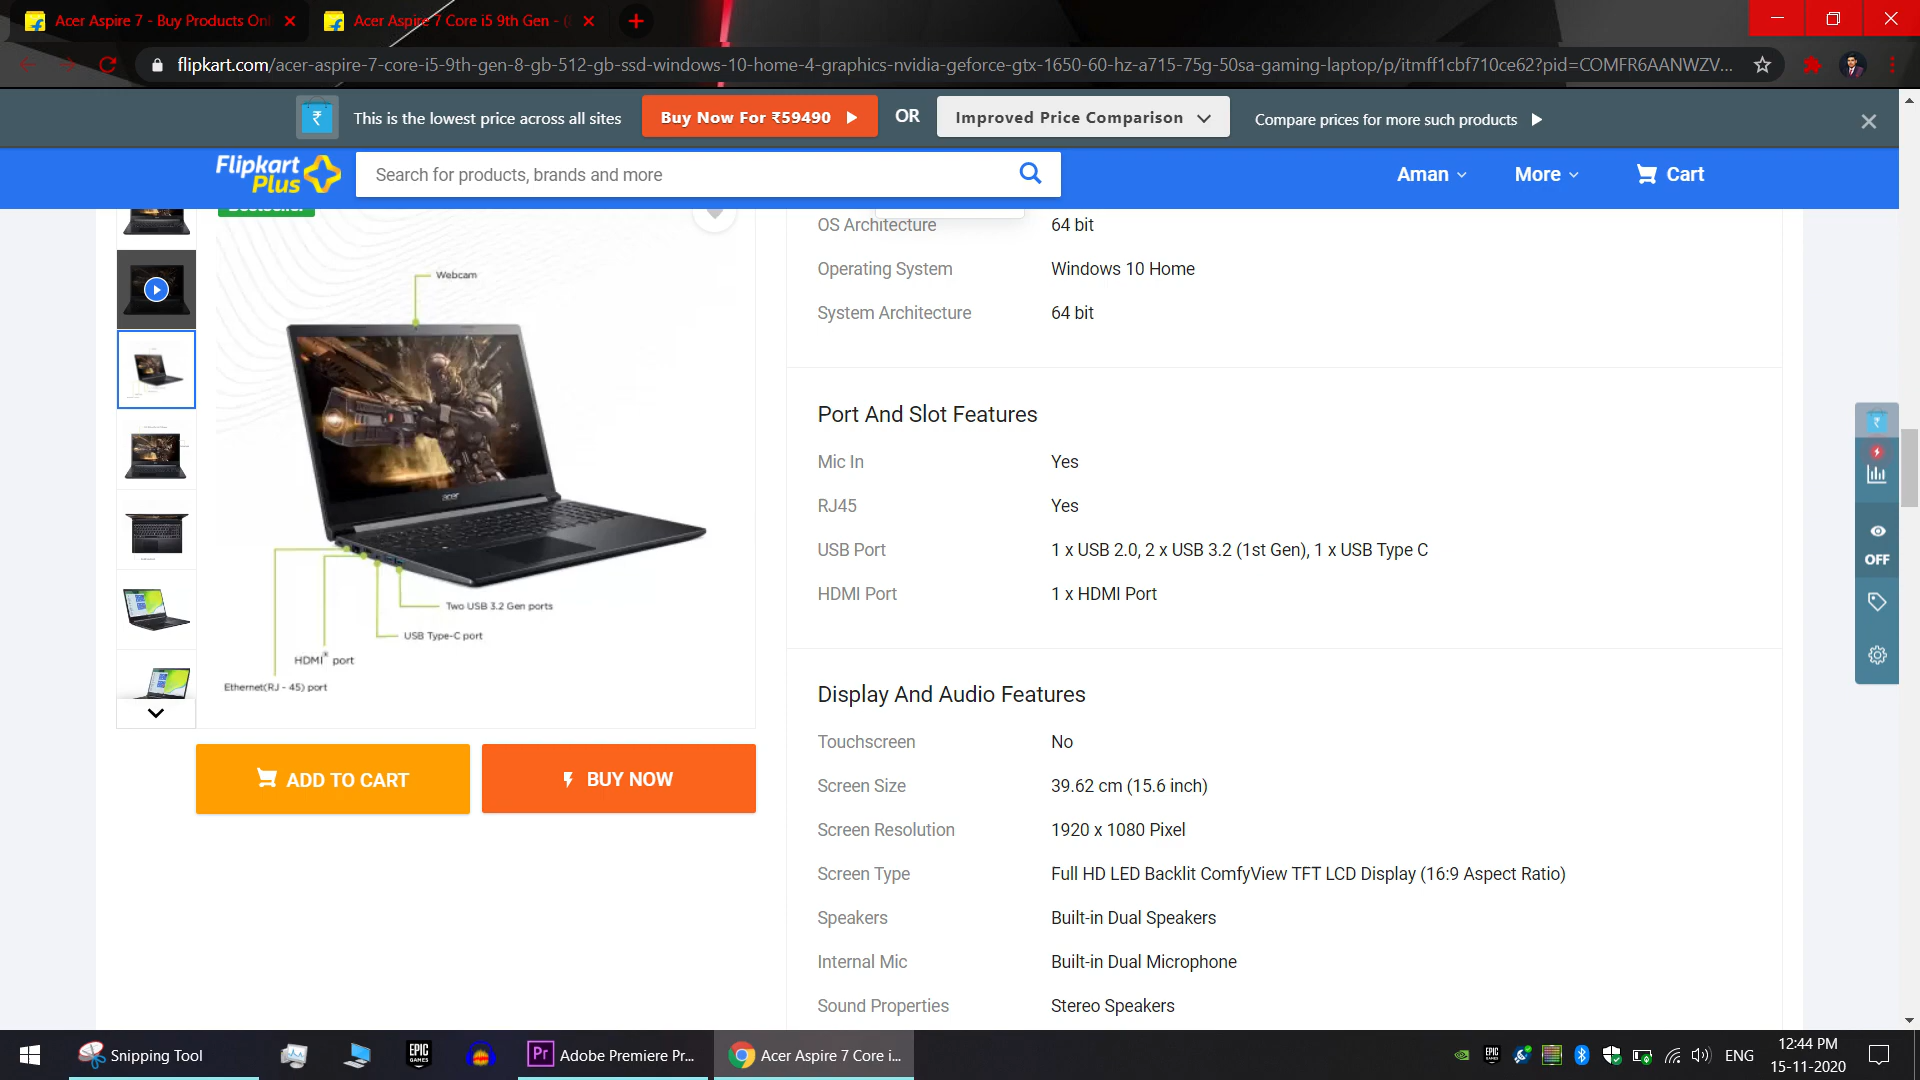 Acer Aspire 7 - Buy Products Onl
Acer Aspire 7 Core i5 9th Gen - (
flipkart.com/acer-aspire-7-core-i5-9th-gen-8-gb-512-gb-ssd-windows-10-home-4-graphics-nvidia-geforce-gtx-1650-60-hz-a715-75g-50sa-gaming-laptop/p/itmff1cbf710ce62?pid=COMFR6AANWZV...
This is the lowest price across all sites
Buy Now For ₹59490
OR
Improved Price Comparison
Compare prices for more such products
Flipkart
Plus
Search for products, brands and more
Aman
More
Cart
Bestseller
OS Architecture 64 bit
Operating System Windows 10 Home
System Architecture 64 bit
Port And Slot Features
Mic In Yes
RJ45 Yes
USB Port 1 x USB 2.0, 2 x USB 3.2 (1st Gen), 1 x USB Type C
HDMI Port 1 x HDMI Port
Display And Audio Features
Touchscreen No
Screen Size 39.62 cm (15.6 inch)
Screen Resolution 1920 x 1080 Pixel
Screen Type Full HD LED Backlit ComfyView TFT LCD Display (16:9 Aspect Ratio)
Speakers Built-in Dual Speakers
Internal Mic Built-in Dual Microphone
Sound Properties Stereo Speakers
Webcam
acer
Two USB 3.2 Gen ports
USB Type-C port
HDMI* port
Ethernet(RJ - 45) port
ADD TO CART
BUY NOW
OFF
Snipping Tool
EPIC
GAMES
Pr
Adobe Premiere Pr...
Acer Aspire 7 Core i...
ENG
12:44 PM
15-11-2020